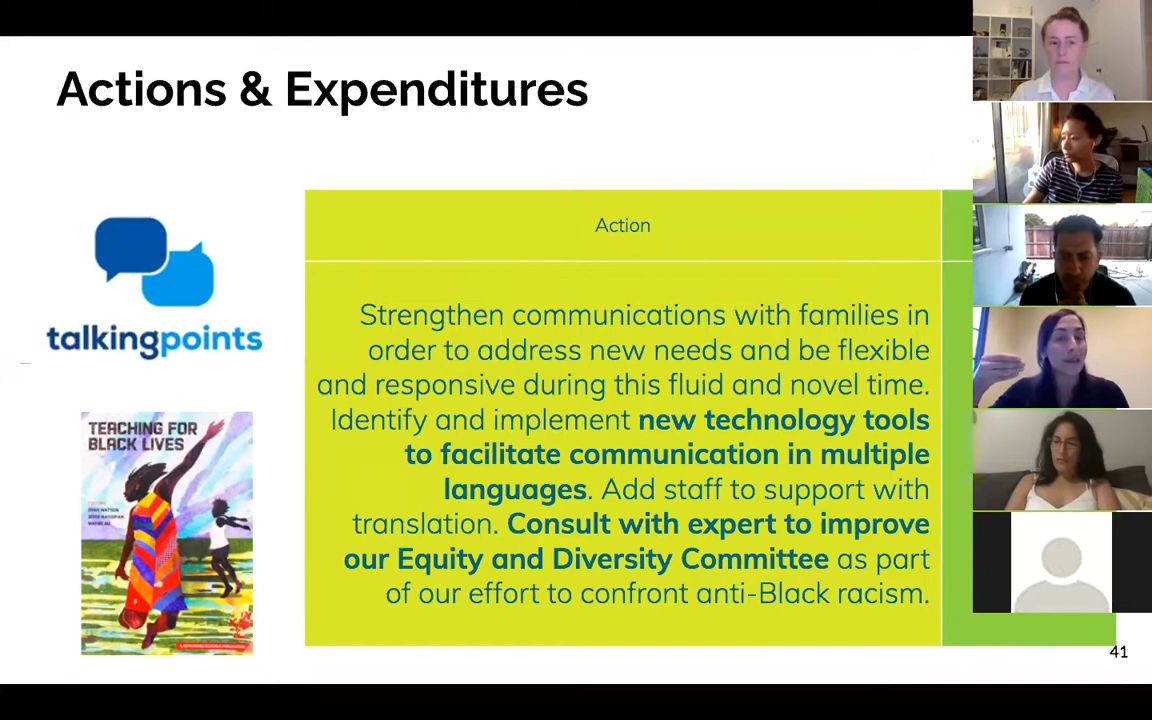 Actions & Expenditures
talkingpoints
TEACHING FOR
BLACK LIVES
Action
Strengthen communications with families in
order to address new needs and be flexible
and responsive during this fluid and novel time.
Identify and implement new technology tools
to facilitate communication in multiple
languages. Add staff to support with
translation. Consult with expert to improve
our Equity and Diversity Committee as part
of our effort to confront anti-Black racism.
41